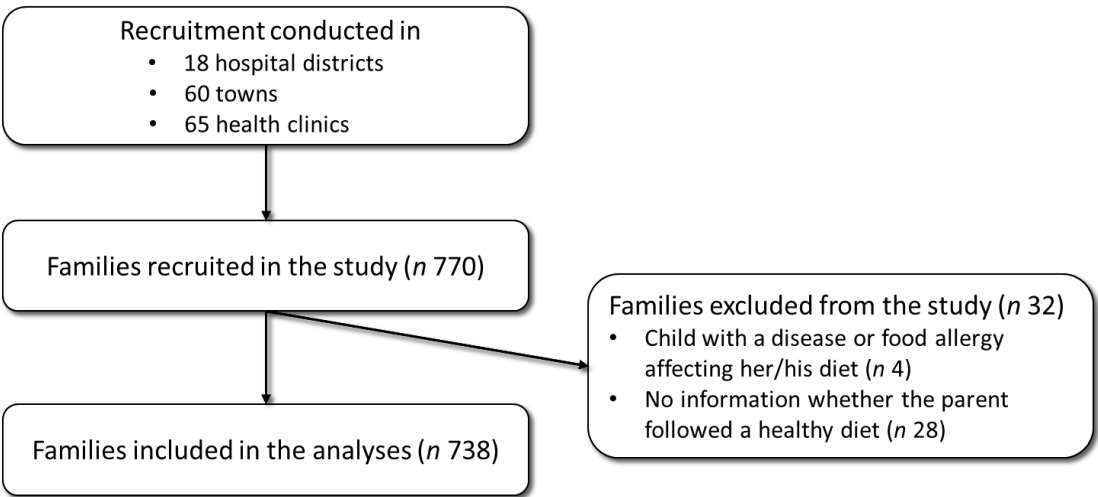 Recruitment conducted in
• 18 hospital districts
• 60 towns
• 65 health clinics
Families recruited in the study (n 770)
Families excluded from the study (n 32)
• Child with a disease or food allergy
affecting her/his diet (n 4)
• No information whether the parent
followed a healthy diet (n 28)
Families included in the analyses (n 738)